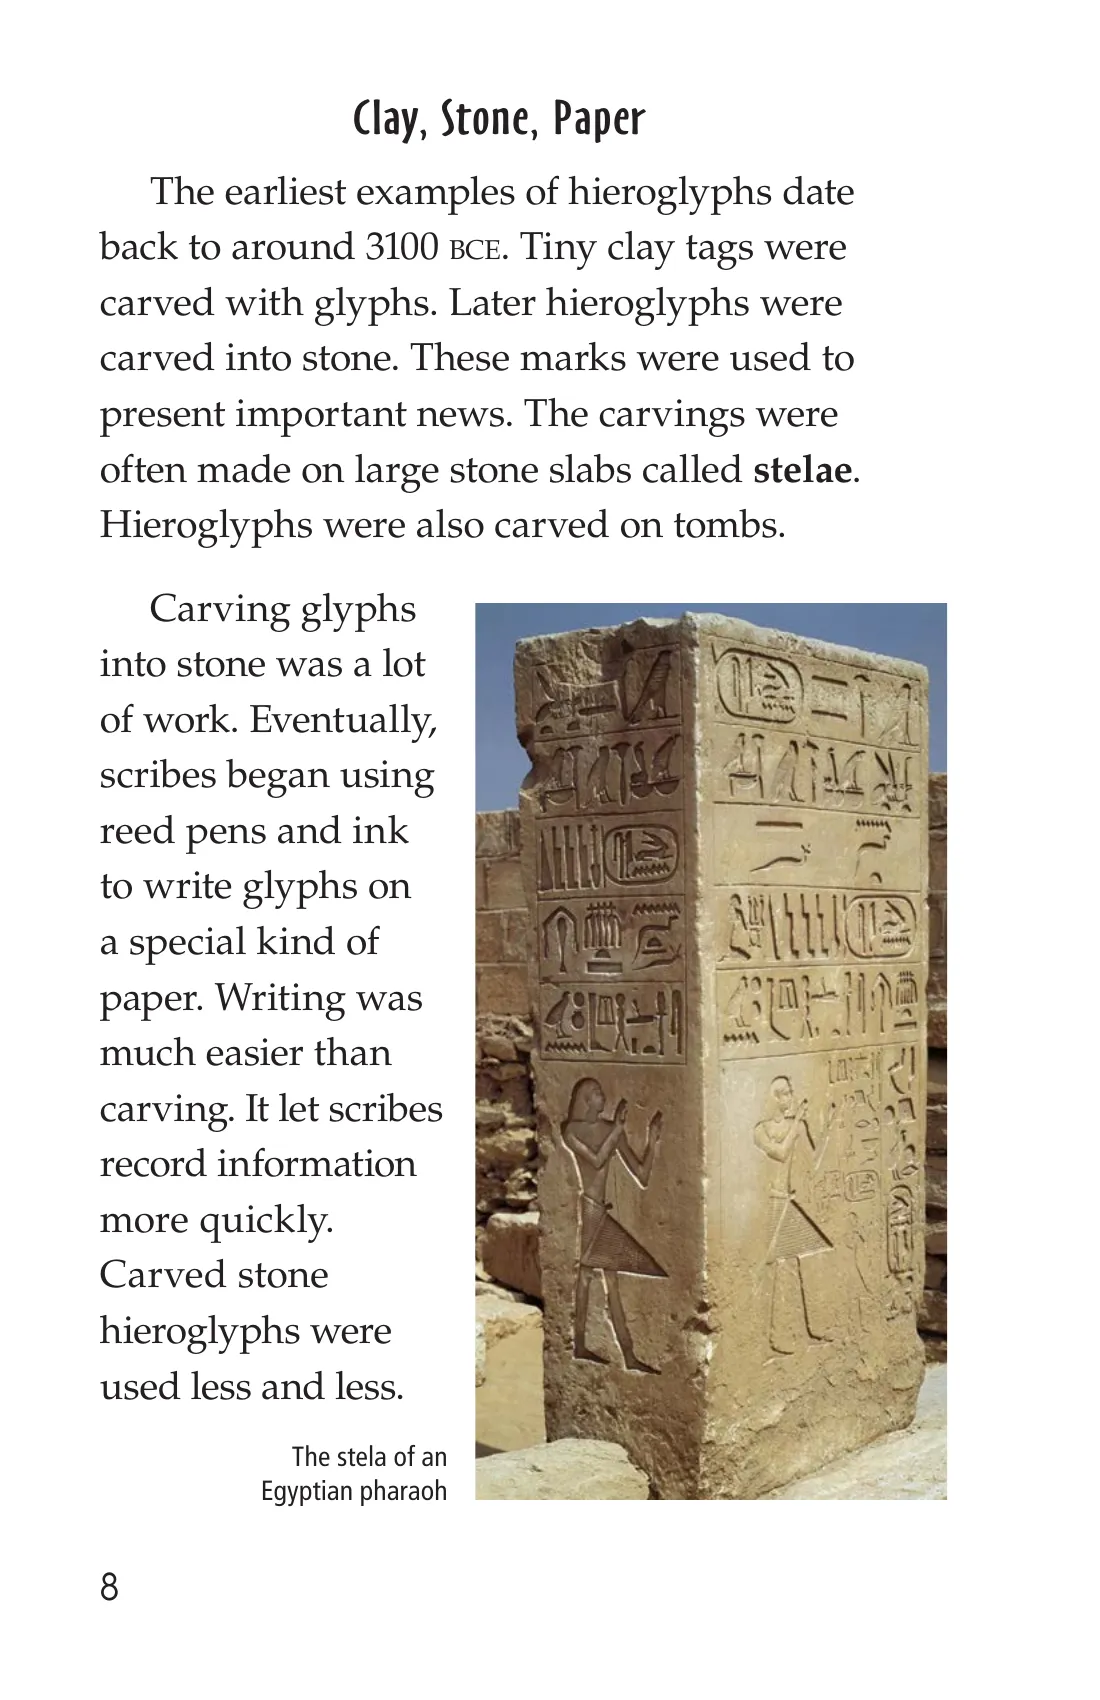 Clay, Stone, Paper
The earliest examples of hieroglyphs date
back to around 3100 BCE. Tiny clay tags were
carved with glyphs. Later hieroglyphs were
carved into stone. These marks were used to
present important news. The carvings were
often made on large stone slabs called stelae.
Hieroglyphs were also carved on tombs.
Carving glyphs
into stone was a lot
of work. Eventually,
scribes began using
reed pens and ink
to write glyphs on
a special kind of
paper. Writing was
much easier than
carving. It let scribes
record information
more quickly.
Carved stone
hieroglyphs were
used less and less.
The stela of an
Egyptian pharaoh
8